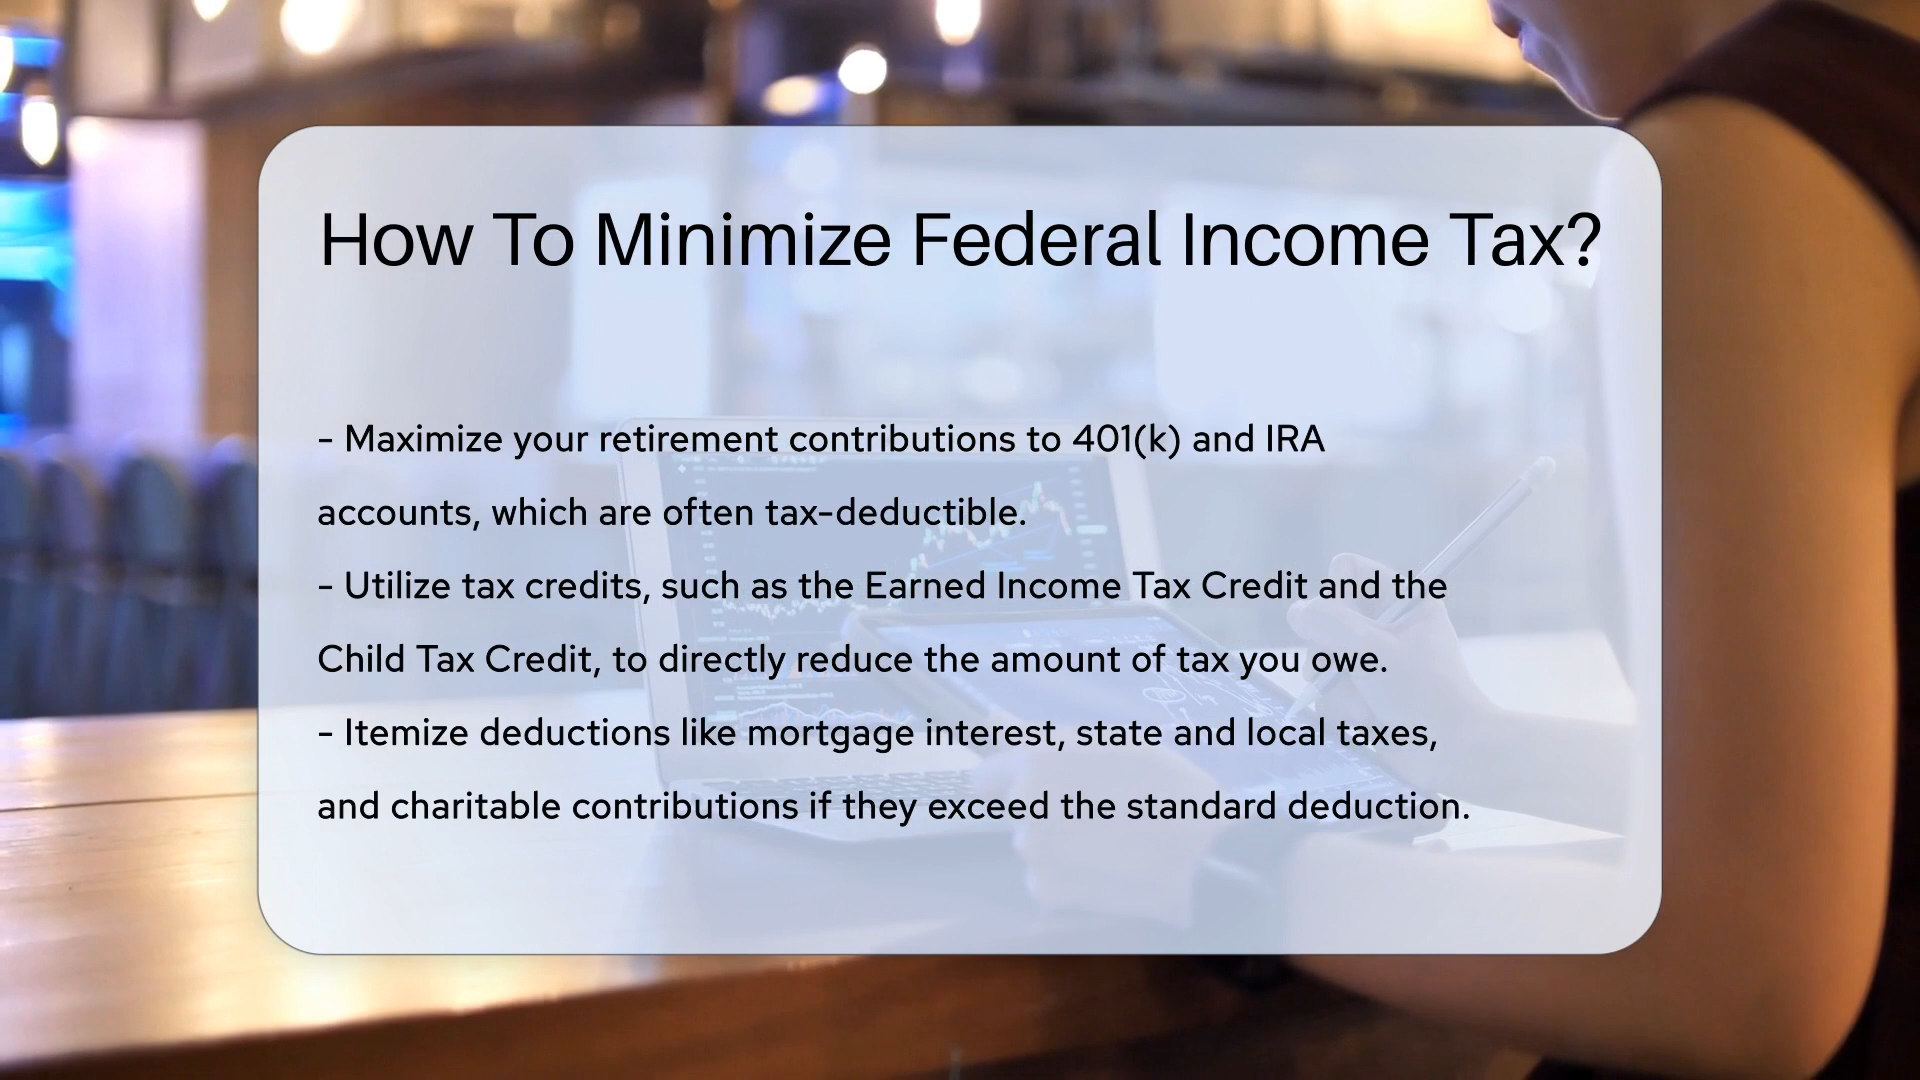 How To Minimize Federal Income Tax?
- Maximize your retirement contributions to 401(k) and IRA
accounts, which are often tax-deductible.
- Utilize tax credits, such as the Earned Income Tax Credit and the
Child Tax Credit, to directly reduce the amount of tax you owe.
- Itemize deductions like mortgage interest, state and local taxes,
and charitable contributions if they exceed the standard deduction.